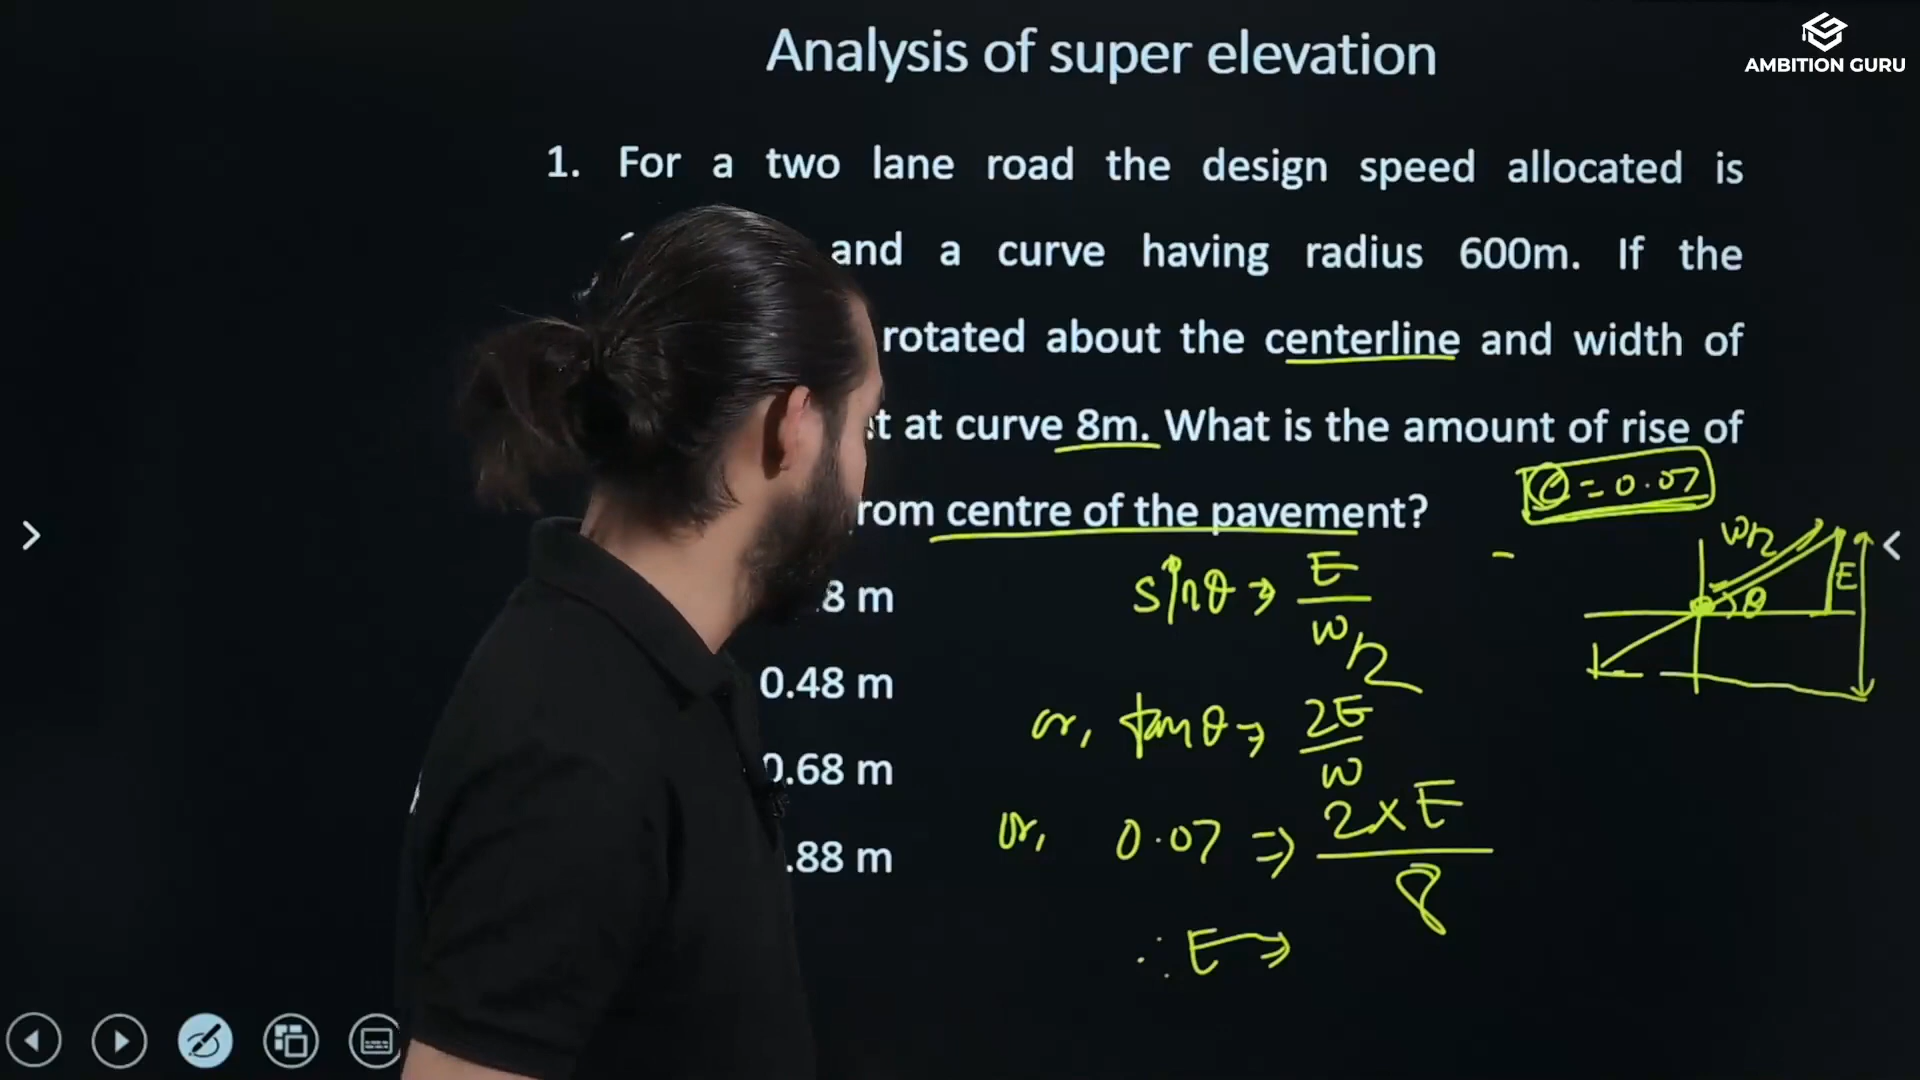 Analysis of super elevation
AMBITION GURU
1. For a two lane road the design speed allocated is
and a curve having radius 600m. If the
rotated about the centerline and width of
at curve 8m. What is the amount of rise of
centre of the pavement?
θ = 0.07
8 m
0.48 m
0.68 m
.88 m
sinθ → E
w/2
or, tanθ → 2E
w
or, 0.07 ⇒ 2×E
8
∴ E →
w/2
E
θ